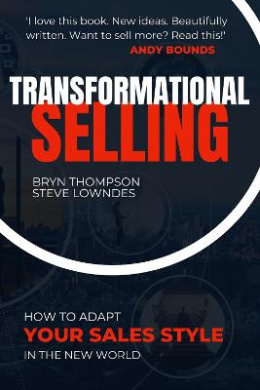 'I love this book. New ideas. Beautifully
written. Want to sell more? Read this!'
ANDY BOUNDS
TRANSFORMATIONAL
SELLING
BRYN THOMPSON
STEVE LOWNDES
HOW TO ADAPT
YOUR SALES STYLE
IN THE NEW WORLD